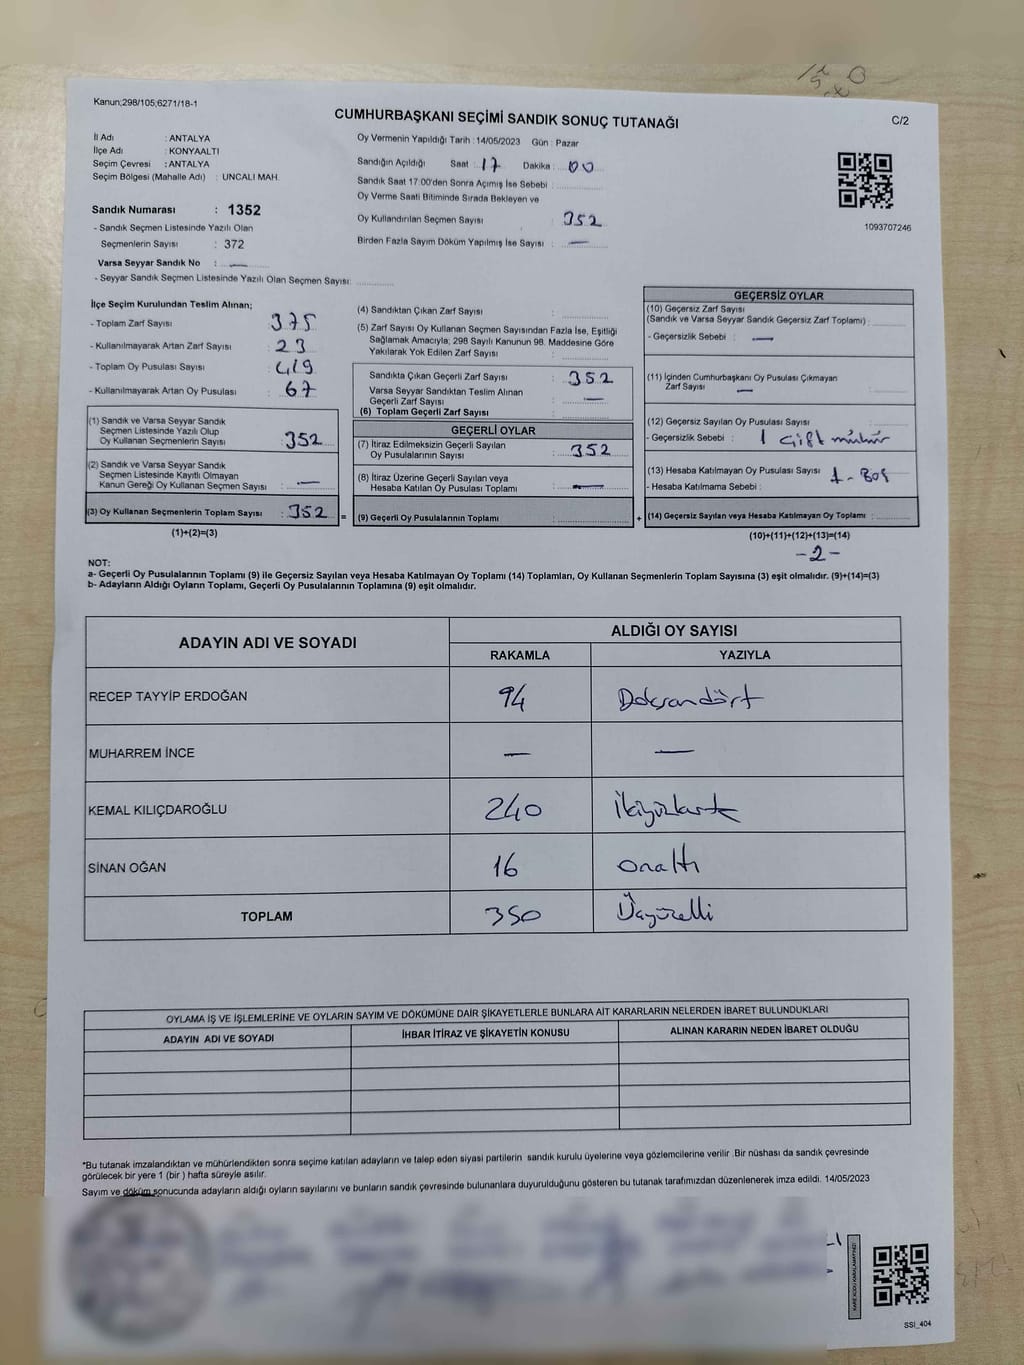 Kanun;298/105;6271/18-1
CUMHURBAŞKANI SEÇİMİ SANDIK SONUÇ TUTANAĞI
C/2
İl Adı : ANTALYA
İlçe Adı : KONYAALTI
Seçim Çevresi : ANTALYA
Seçim Bölgesi (Mahalle Adı) : UNCALI MAH.
Sandık Numarası : 1352
- Sandık Seçmen Listesinde Yazılı Olan
Seçmenlerin Sayısı : 372
Varsa Seyyar Sandık No : —
- Seyyar Sandık Seçmen Listesinde Yazılı Olan Seçmen Sayısı:
Oy Vermenin Yapıldığı Tarih : 14/05/2023 Gün : Pazar
Sandığın Açıldığı Saat : 17 Dakika : 00
Sandık Saat 17.00'den Sonra Açımış İse Sebebi :
Oy Verme Saati Bitiminde Sırada Bekleyen ve
Oy Kullandırılan Seçmen Sayısı : 352
Birden Fazla Sayım Döküm Yapılmış İse Sayısı : —
1093707246
İlçe Seçim Kurulundan Teslim Alınan;
- Toplam Zarf Sayısı : 375
- Kullanılmayarak Artan Zarf Sayısı : 23
- Toplam Oy Pusulası Sayısı : 419
- Kullanılmayarak Artan Oy Pusulası : 67
(1) Sandık ve Varsa Seyyar Sandık
Seçmen Listesinde Yazılı Olup
Oy Kullanan Seçmenlerin Sayısı : 352
(2) Sandık ve Varsa Seyyar Sandık
Seçmen Listesinde Kayıtlı Olmayan
Kanun Gereği Oy Kullanan Seçmen Sayısı : —
(3) Oy Kullanan Seçmenlerin Toplam Sayısı : 352 =
(1)+(2)=(3)
(4) Sandıktan Çıkan Zarf Sayısı :
(5) Zarf Sayısı Oy Kullanan Seçmen Sayısından Fazla İse, Eşitliği
Sağlamak Amacıyla; 298 Sayılı Kanunun 98. Maddesine Göre
Yakılarak Yok Edilen Zarf Sayısı :
Sandıkta Çıkan Geçerli Zarf Sayısı : 352
Varsa Seyyar Sandıktan Teslim Alınan
Geçerli Zarf Sayısı : —
(6) Toplam Geçerli Zarf Sayısı :
GEÇERLİ OYLAR
(7) İtiraz Edilmeksizin Geçerli Sayılan
Oy Pusulalarının Sayısı : 352
(8) İtiraz Üzerine Geçerli Sayılan veya
Hesaba Katılan Oy Pusulası Toplamı : —
(9) Geçerli Oy Pusulalarının Toplamı : +
GEÇERSİZ OYLAR
(10) Geçersiz Zarf Sayısı
(Sandık ve Varsa Seyyar Sandık Geçersiz Zarf Toplamı) :
- Geçersizlik Sebebi : —
(11) İçinden Cumhurbaşkanı Oy Pusulası Çıkmayan
Zarf Sayısı —
(12) Geçersiz Sayılan Oy Pusulası Sayısı :
- Geçersizlik Sebebi : 1 çift mühür
(13) Hesaba Katılmayan Oy Pusulası Sayısı : 1 - Boş
- Hesaba Katılmama Sebebi :
(14) Geçersiz Sayılan veya Hesaba Katılmayan Oy Toplamı :
(10)+(11)+(12)+(13)=(14)
- 2 -
NOT:
a- Geçerli Oy Pusulalarının Toplamı (9) ile Geçersiz Sayılan veya Hesaba Katılmayan Oy Toplamı (14) Toplamları, Oy Kullanan Seçmenlerin Toplam Sayısına (3) eşit olmalıdır. (9)+(14)=(3)
b- Adayların Aldığı Oyların Toplamı, Geçerli Oy Pusulalarının Toplamına (9) eşit olmalıdır.
ADAYIN ADI VE SOYADI
ALDIĞI OY SAYISI
RAKAMLA YAZIYLA
RECEP TAYYİP ERDOĞAN 94 Doksandört
MUHARREM İNCE — —
KEMAL KILIÇDAROĞLU 240 İkiyüzkırk
SİNAN OĞAN 16 onaltı
TOPLAM 350 Üçyüzelli
OYLAMA İŞ VE İŞLEMLERİNE VE OYLARIN SAYIM VE DÖKÜMÜNE DAİR ŞİKAYETLERLE BUNLARA AİT KARARLARIN NELERDEN İBARET BULUNDUKLARI
ADAYIN ADI VE SOYADI İHBAR İTİRAZ VE ŞİKAYETİN KONUSU ALINAN KARARIN NEDEN İBARET OLDUĞU
*Bu tutanak imzalandıktan ve mühürlendikten sonra seçime katılan adayların ve talep eden siyasi partilerin sandık kurulu üyelerine veya gözlemcilerine verilir .Bir nüshası da sandık çevresinde
görülecek bir yere 1 (bir ) hafta süreyle asılır.
Sayım ve döküm sonucunda adayların aldığı oyların sayılarını ve bunların sandık çevresinde bulunanlara duyurulduğunu gösteren bu tutanak tarafımızdan düzenlenerek imza edildi. 14/05/2023
SSI_404